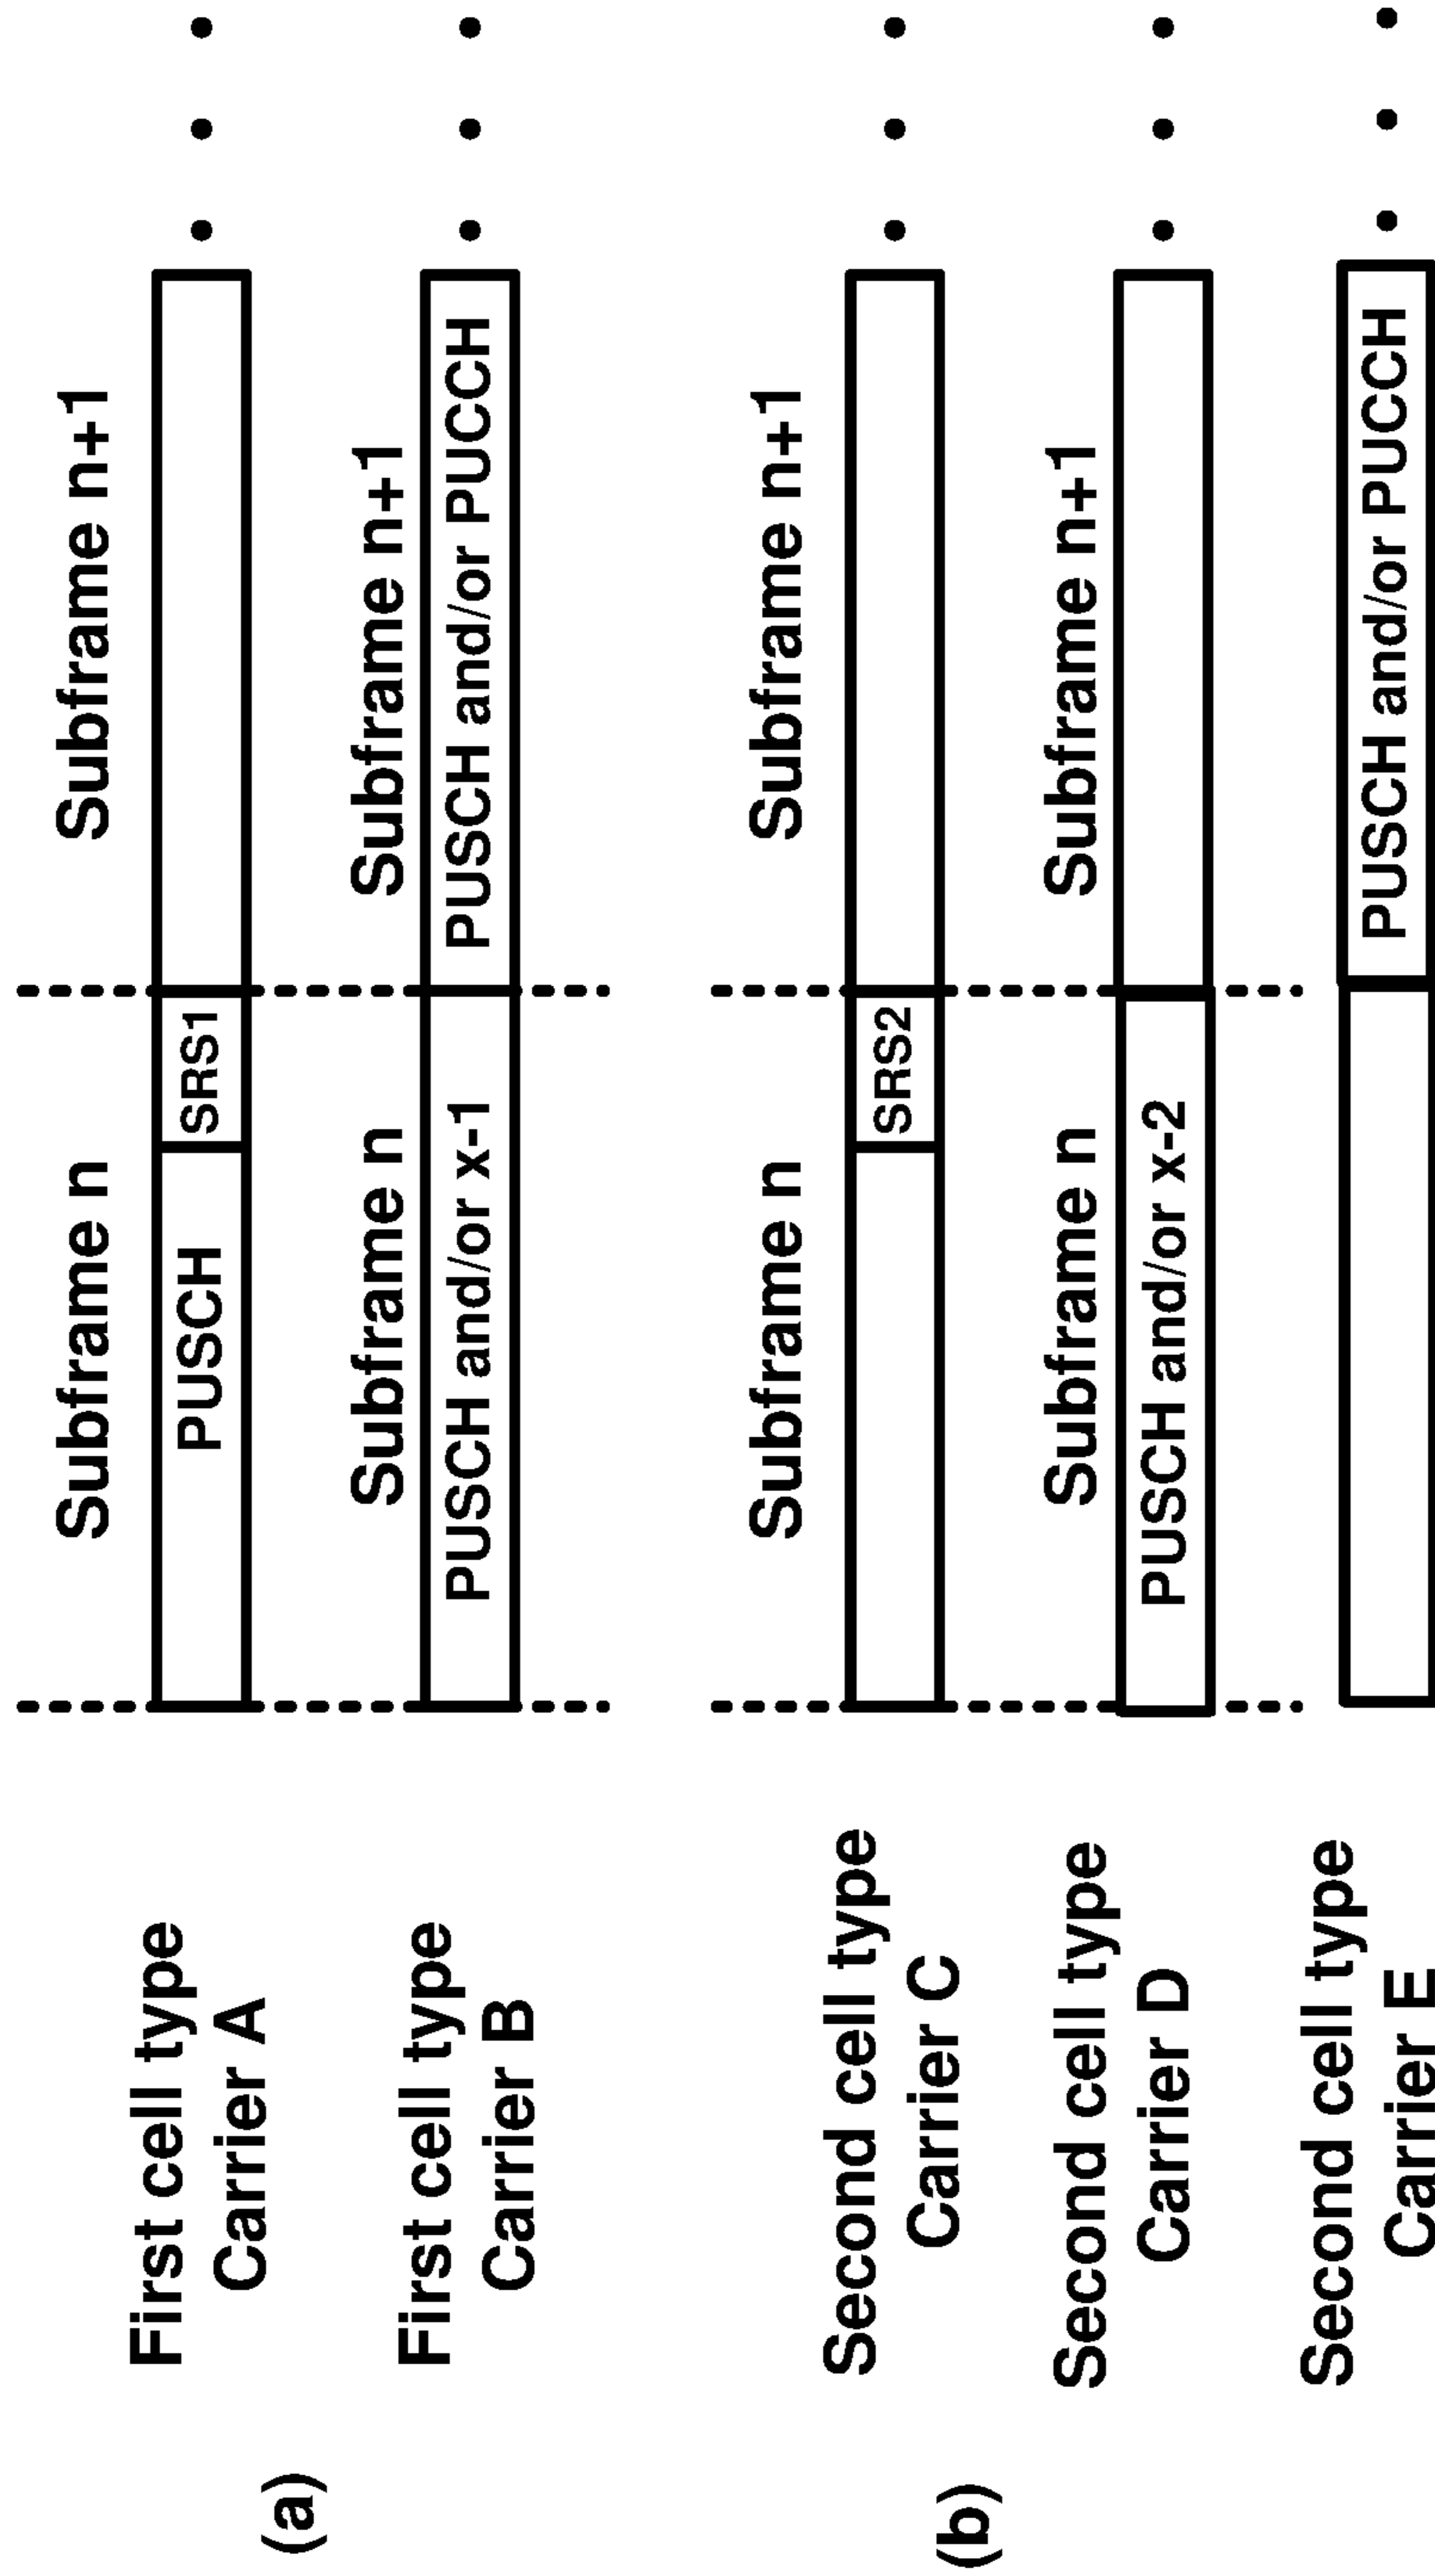 (a)
Subframe n
Subframe n+1
First cell type
Carrier A
PUSCH
SRS1
Subframe n
Subframe n+1
First cell type
Carrier B
PUSCH and/or x-1
PUSCH and/or PUCCH
(b)
Subframe n
Subframe n+1
Second cell type
Carrier C
SRS2
Subframe n
Subframe n+1
Second cell type
Carrier D
PUSCH and/or x-2
Second cell type
Carrier E
PUSCH and/or PUCCH